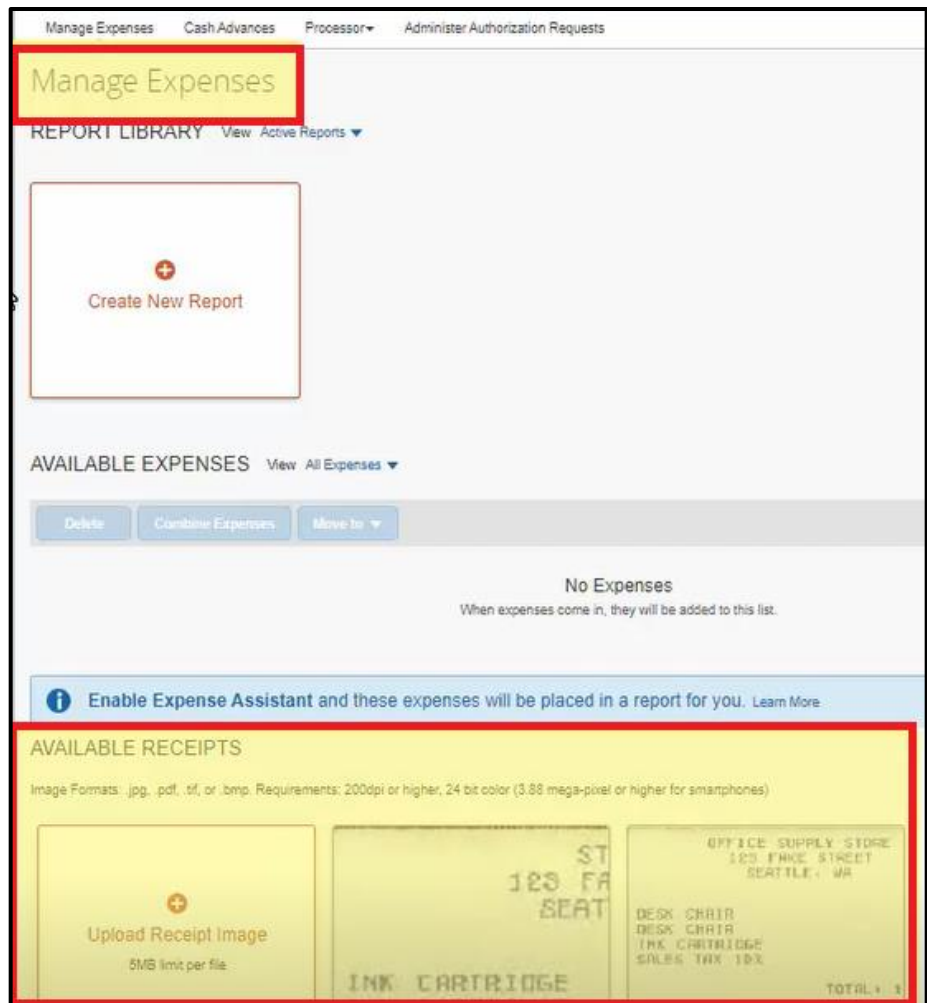 Manage Expenses Cash Advances Processor Administer Authorization Requests
Manage Expenses
REPORT LIBRARY View Active Reports
Create New Report
AVAILABLE EXPENSES View All Expenses
Delete Combine Expenses Move to
No Expenses
When expenses come in, they will be added to this list.
Enable Expense Assistant and these expenses will be placed in a report for you. Learn More
AVAILABLE RECEIPTS
Image Formats: .jpg, .pdf, .tif, or .bmp. Requirements: 200dpi or higher, 24 bit color (3.88 mega-pixel or higher for smartphones)
Upload Receipt Image
5MB limit per file
ST
123 FA
SEAT
INK CARTRIDGE
OFFICE SUPPLY STORE
123 FAKE STREET
SEATTLE, WA
DESK CHAIR
DESK CHAIR
INK CARTRIDGE
SALES TAX 10%
TOTAL: